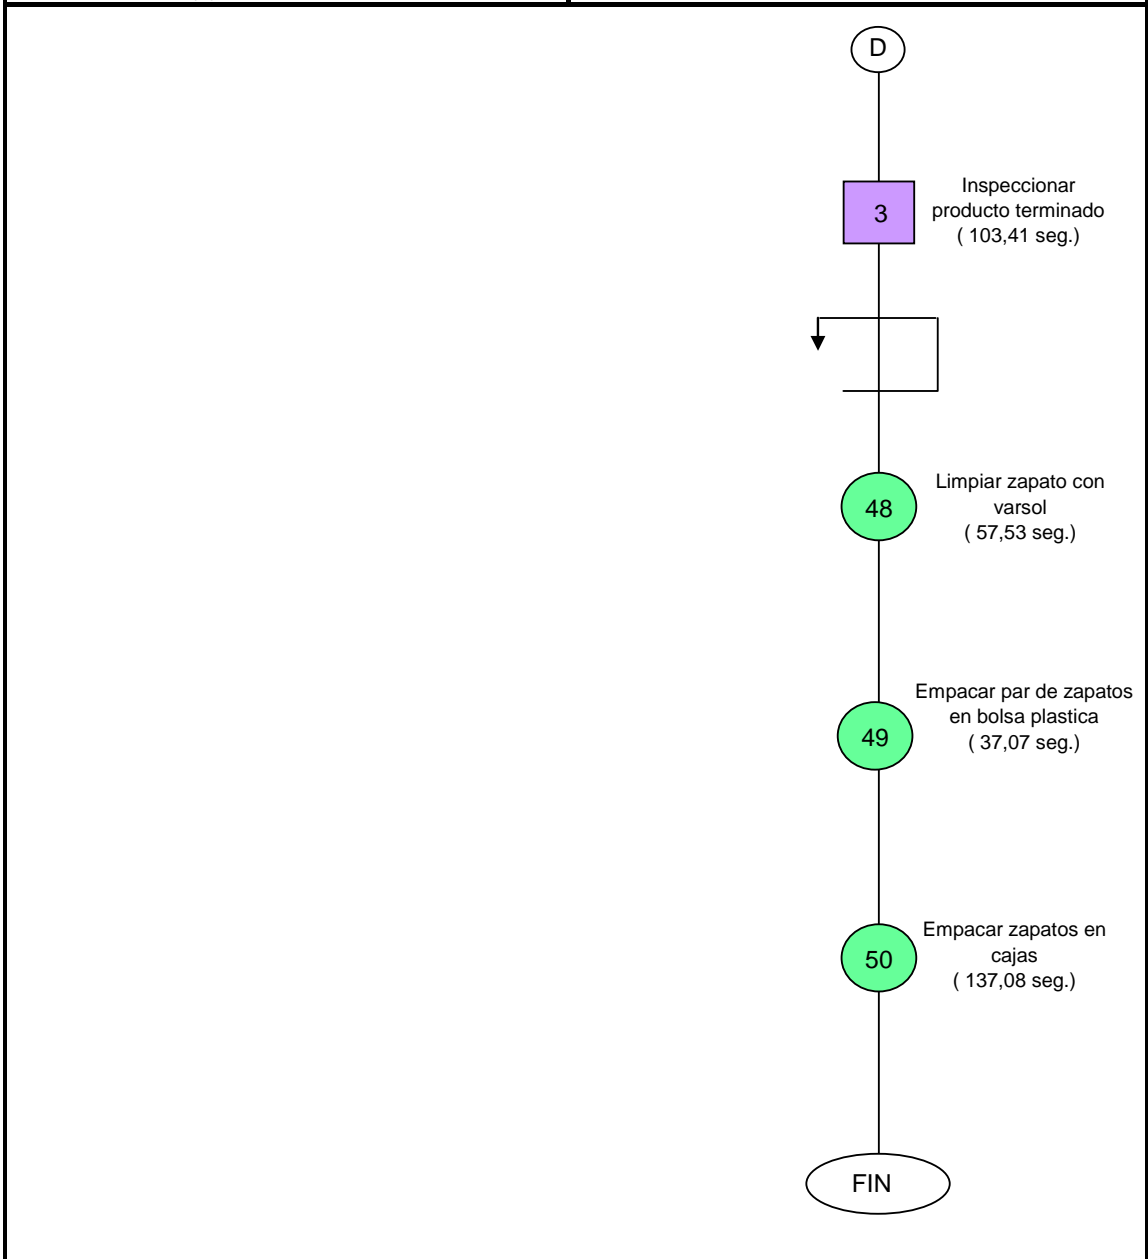 D
3
Inspeccionar
producto terminado
( 103,41 seg.)
48
Limpiar zapato con
varsol
( 57,53 seg.)
49
Empacar par de zapatos
en bolsa plastica
( 37,07 seg.)
50
Empacar zapatos en
cajas
( 137,08 seg.)
FIN